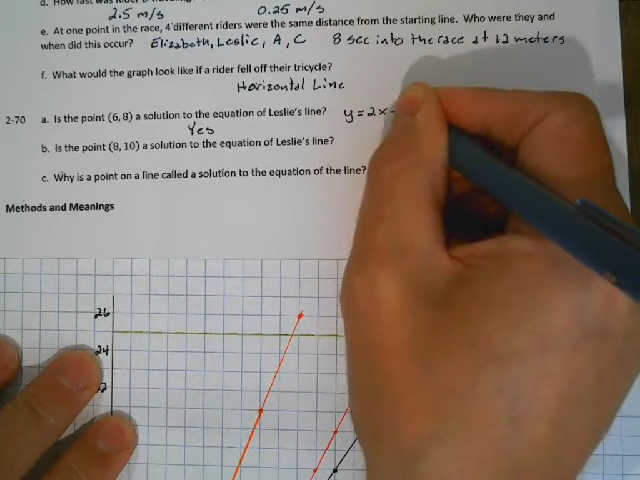 2.5 m/s 0.25 m/s
e. At one point in the race, 4 different riders were the same distance from the starting line. Who were they and
when did this occur? Elizabeth, Leslie, A, C 8 sec into the race at 12 meters
f. What would the graph look like if a rider fell off their tricycle?
Horizontal Line
2-70 a. Is the point (6,8) a solution to the equation of Leslie's line? y=2x-
Yes
b. Is the point (8,10) a solution to the equation of Leslie's line?
c. Why is a point on a line called a solution to the equation of the line?
Methods and Meanings
26
24